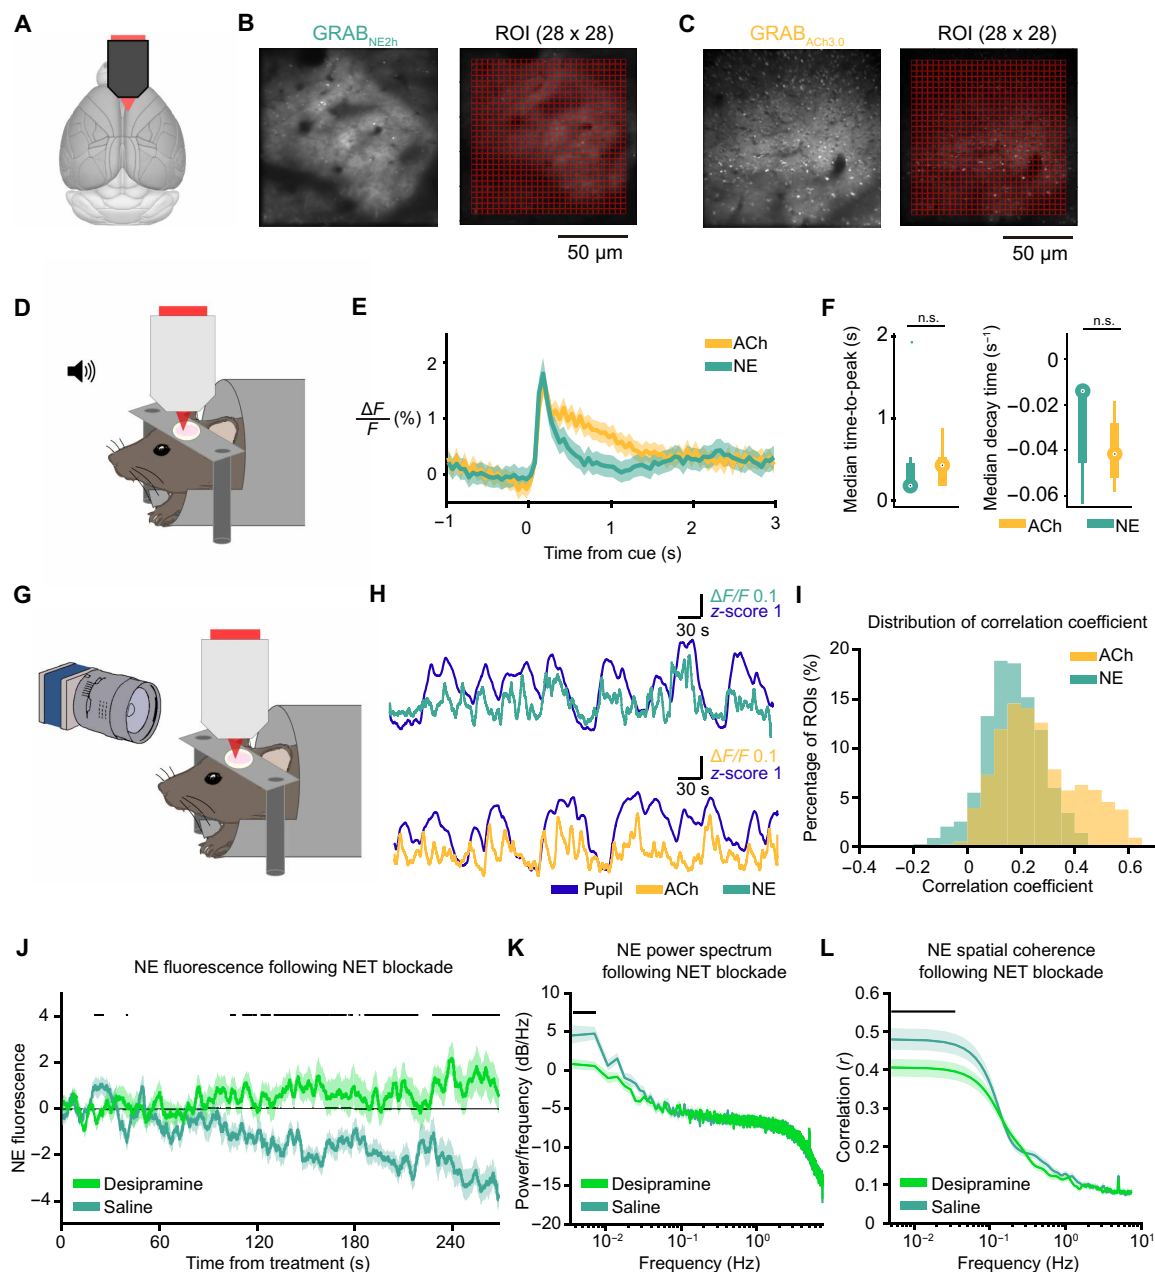 A
B
GRAB NE2h
ROI (28 x 28)
50 µm
C
GRAB ACh3.0
ROI (28 x 28)
50 µm
D
E
ΔF/F (%)
2
1
0
ACh
NE
−1
0
1
2
3
Time from cue (s)
F
Median time-to-peak (s)
2
1
0
n.s.
Median decay time (s⁻¹)
0
−0.02
−0.04
−0.06
n.s.
ACh
NE
G
H
ΔF/F 0.1
z-score 1
30 s
ΔF/F 0.1
z-score 1
30 s
Pupil
ACh
NE
I
Distribution of correlation coefficient
Percentage of ROIs (%)
20
15
10
5
0
ACh
NE
−0.4
−0.2
0
0.2
0.4
0.6
Correlation coefficient
J
NE fluorescence following NET blockade
NE fluorescence
4
2
0
−2
−4
Desipramine
Saline
0
60
120
180
240
Time from treatment (s)
K
NE power spectrum
following NET blockade
Power/frequency (dB/Hz)
10
5
0
−5
−10
−15
−20
Desipramine
Saline
10⁻²
10⁻¹
10⁰
Frequency (Hz)
L
NE spatial coherence
following NET blockade
Correlation (r)
0.6
0.5
0.4
0.3
0.2
0.1
0
Desipramine
Saline
10⁻²
10⁻¹
10⁰
10¹
Frequency (Hz)